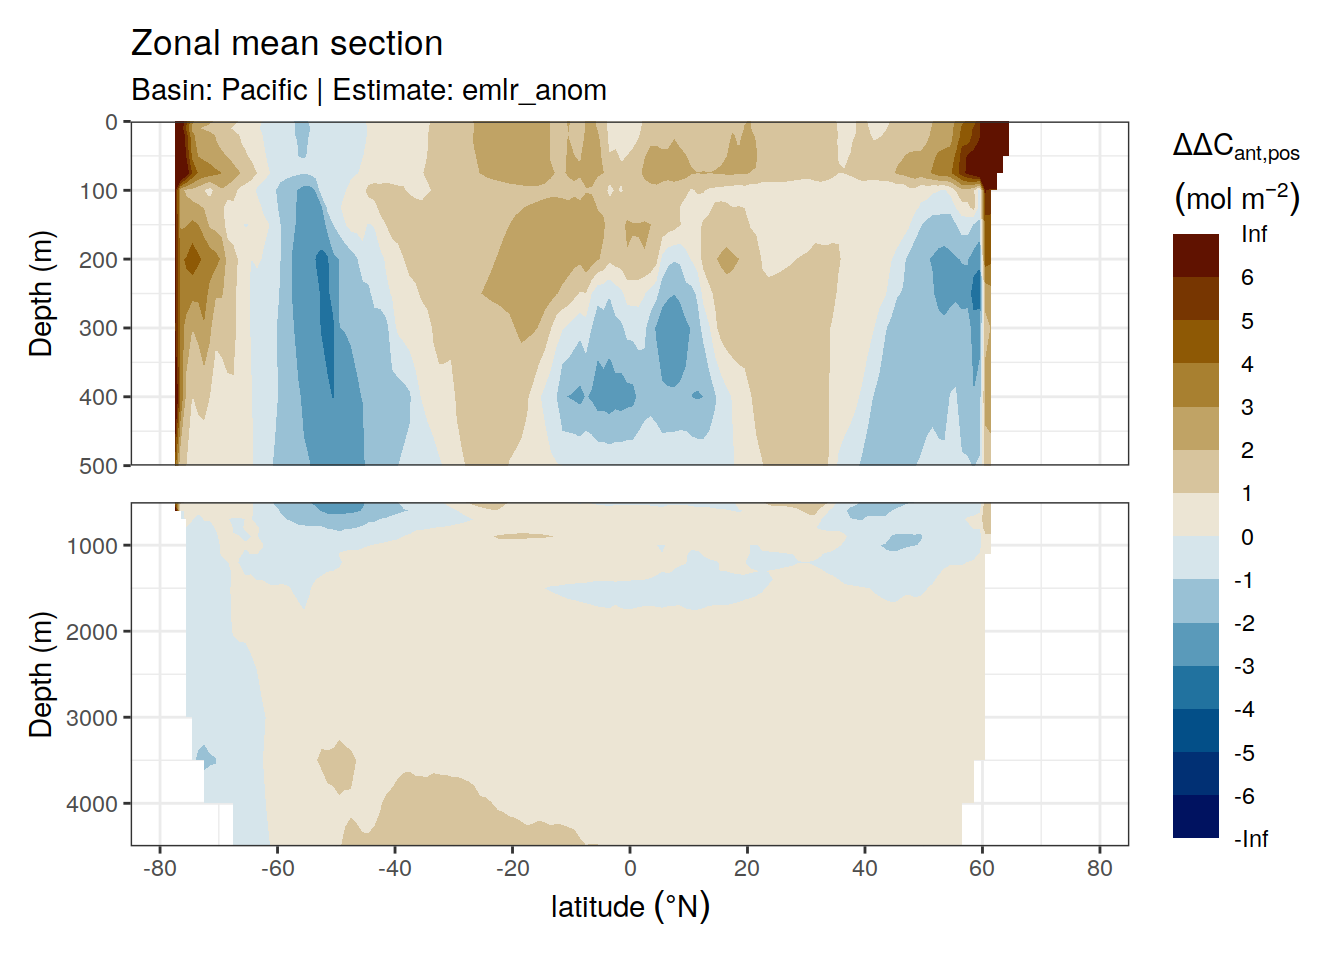 Zonal mean section
Basin: Pacific | Estimate: emlr_anom
0
100
200
300
400
500
Depth (m)
1000
2000
3000
4000
Depth (m)
-80 -60 -40 -20 0 20 40 60 80
latitude (°N)
ΔΔCant,pos
(mol m−2)
Inf
6
5
4
3
2
1
0
-1
-2
-3
-4
-5
-6
-Inf